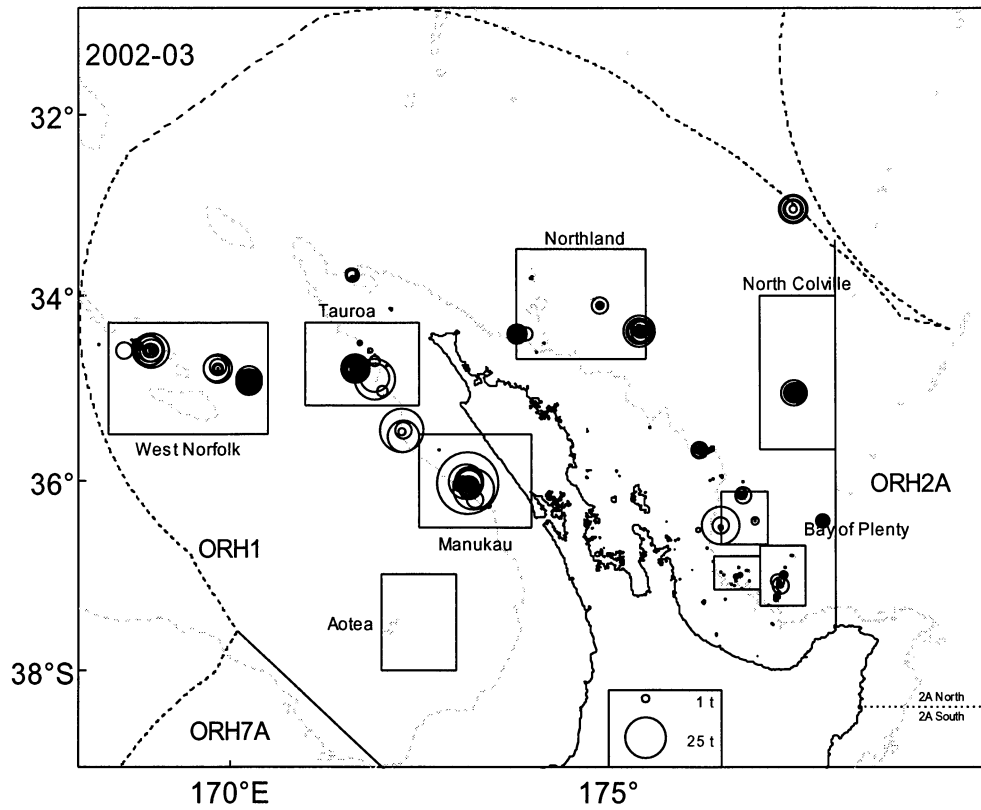 2002-03
32°
Northland
North Colville
34°
Tauroa
West Norfolk
36°
ORH2A
Bay of Plenty
Manukau
ORH1
Aotea
38°S
1 t
2A North
2A South
ORH7A
25 t
170°E
175°